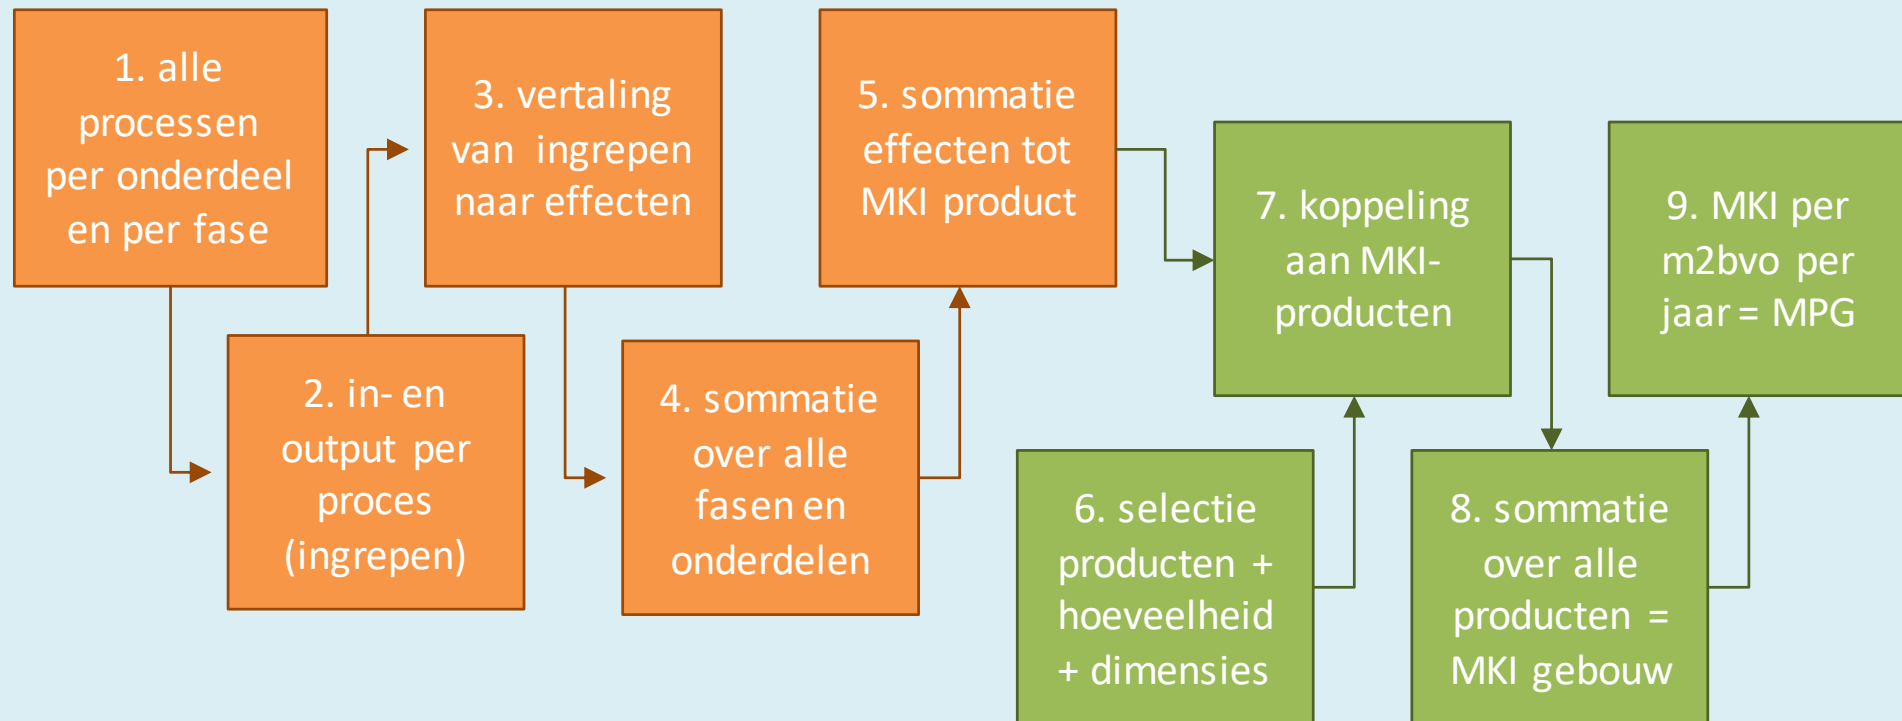 1. alle
processen
per onderdeel
en per fase
2. in- en
output per
proces
(ingrepen)
3. vertaling
van ingrepen
naar effecten
4. sommatie
over alle
fasen en
onderdelen
5. sommatie
effecten tot
MKI product
6. selectie
producten +
hoeveelheid
+ dimensies
7. koppeling
aan MKI-
producten
8. sommatie
over alle
producten =
MKI gebouw
9. MKI per
m2bvo per
jaar = MPG